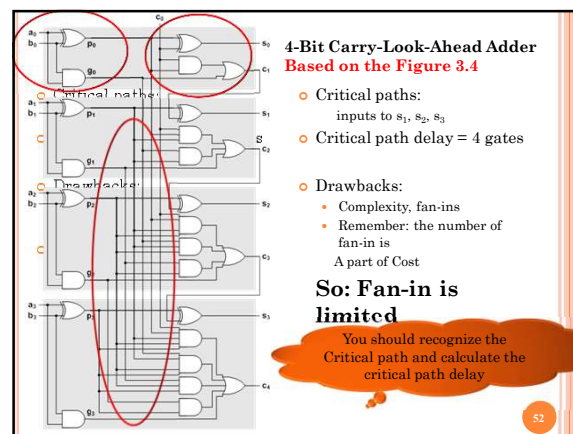 4-Bit Carry-Look-Ahead Adder
Based on the Figure 3.4
Critical paths:
inputs to s1, s2, s3
Critical path delay = 4 gates
Drawbacks:
Complexity, fan-ins
Remember: the number of
fan-in is
A part of Cost
So: Fan-in is
limited
You should recognize the
Critical path and calculate the
critical path delay
52
c0
a0
b0
p0
s0
g0
c1
Critical paths:
a1
b1
p1
s1
c
s
c2
g1
Drawbacks:
a2
b2
p2
s2
c
c3
g2
a3
b3
p3
s3
c4
g3